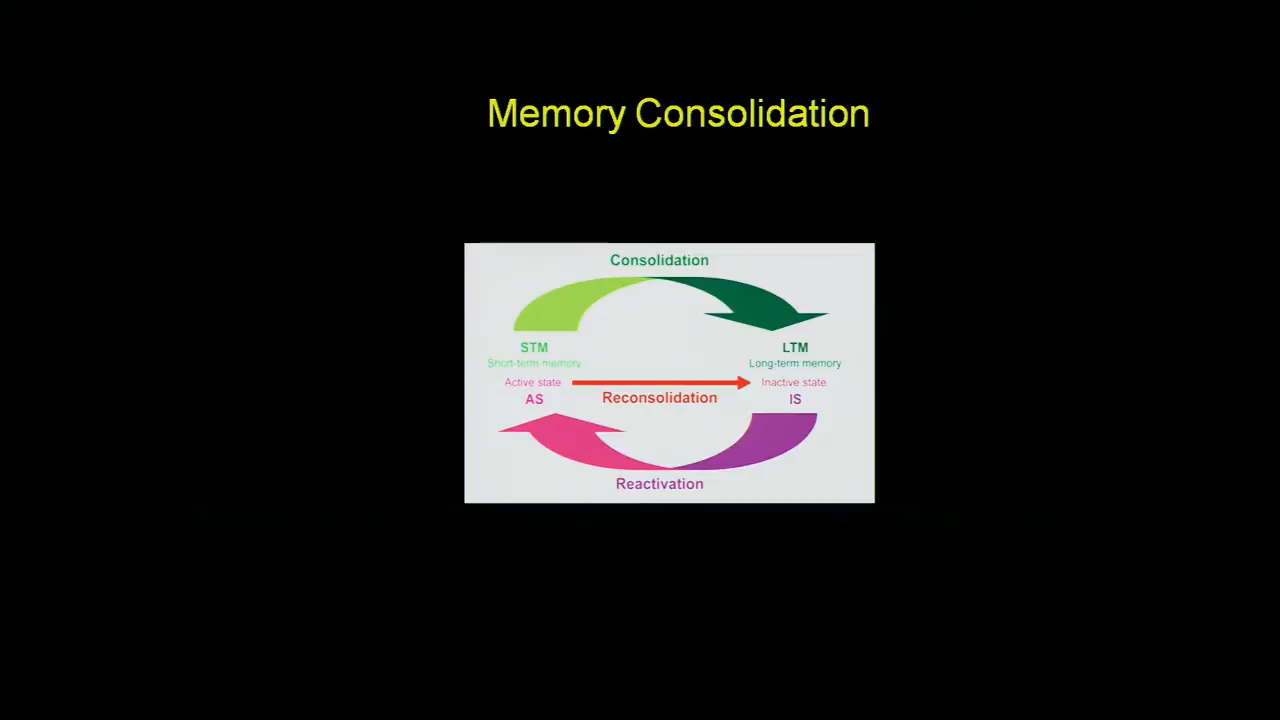 Memory Consolidation
Consolidation
STM
LTM
Short-term memory
Long-term memory
Active state
Inactive state
Reconsolidation
AS
IS
Reactivation